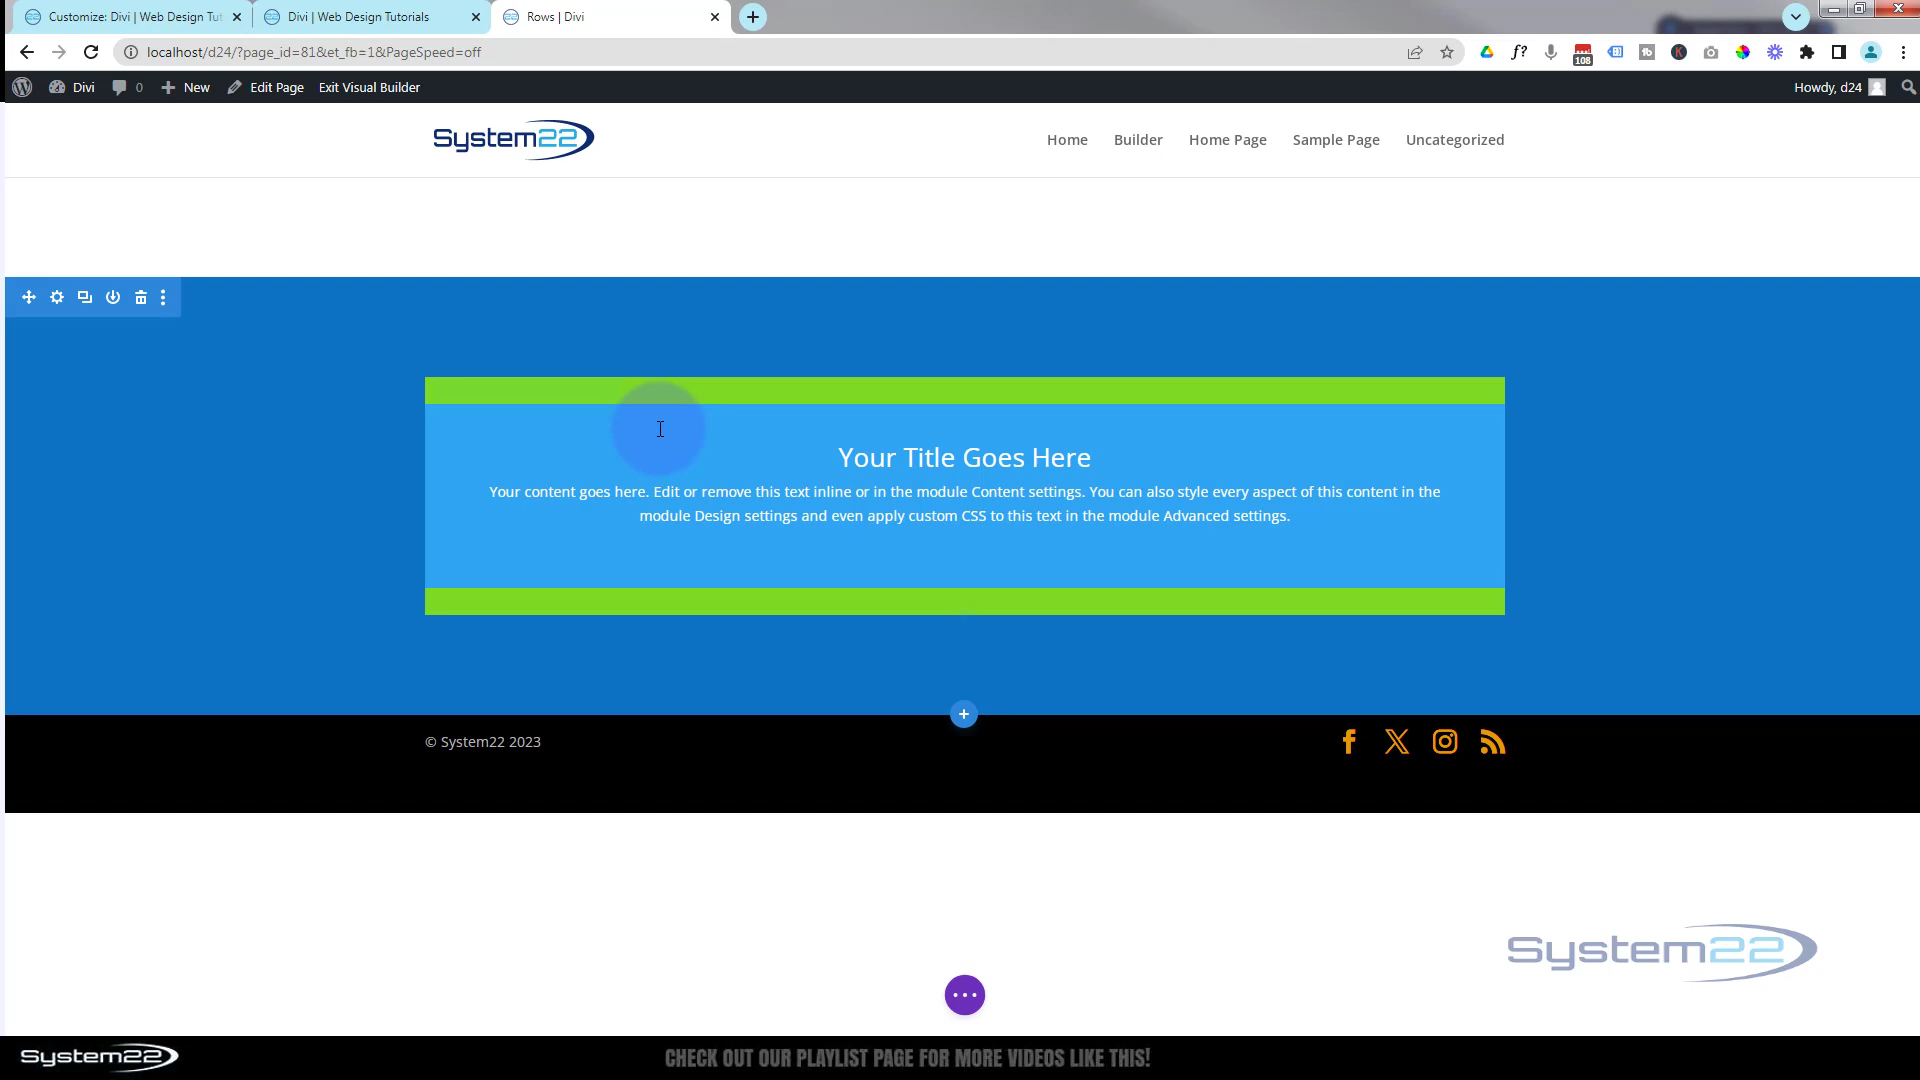 Customize: Divi | Web Design Tut
Divi | Web Design Tutorials
Rows | Divi
localhost/d24/?page_id=81&et_fb=1&PageSpeed=off
f?
108
tb
K
Divi
0
New
Edit Page
Exit Visual Builder
Howdy, d24
System22
Home
Builder
Home Page
Sample Page
Uncategorized
Your Title Goes Here
Your content goes here. Edit or remove this text inline or in the module Content settings. You can also style every aspect of this content in the
module Design settings and even apply custom CSS to this text in the module Advanced settings.
© System22 2023
System22
System22
CHECK OUT OUR PLAYLIST PAGE FOR MORE VIDEOS LIKE THIS!